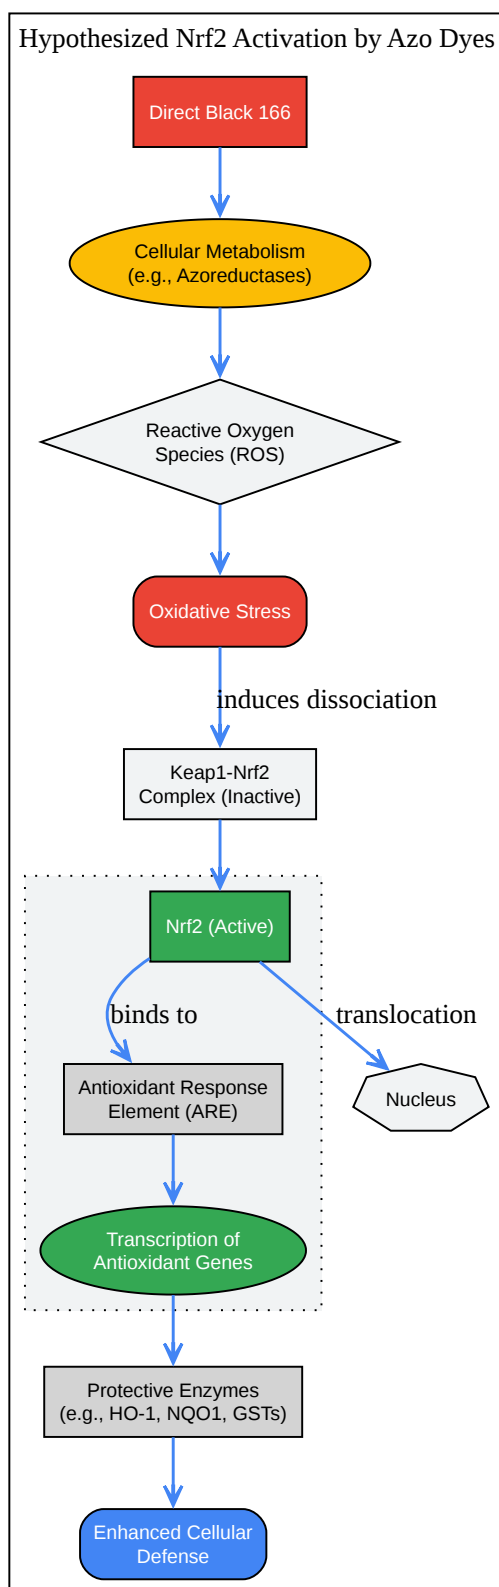 Hypothesized Nrf2 Activation by Azo Dyes
Direct Black 166
Cellular Metabolism
(e.g., Azoreductases)
Reactive Oxygen
Species (ROS)
Oxidative Stress
induces dissociation
Keap1-Nrf2
Complex (Inactive)
Nrf2 (Active)
binds to
translocation
Antioxidant Response
Element (ARE)
Nucleus
Transcription of
Antioxidant Genes
Protective Enzymes
(e.g., HO-1, NQO1, GSTs)
Enhanced Cellular
Defense